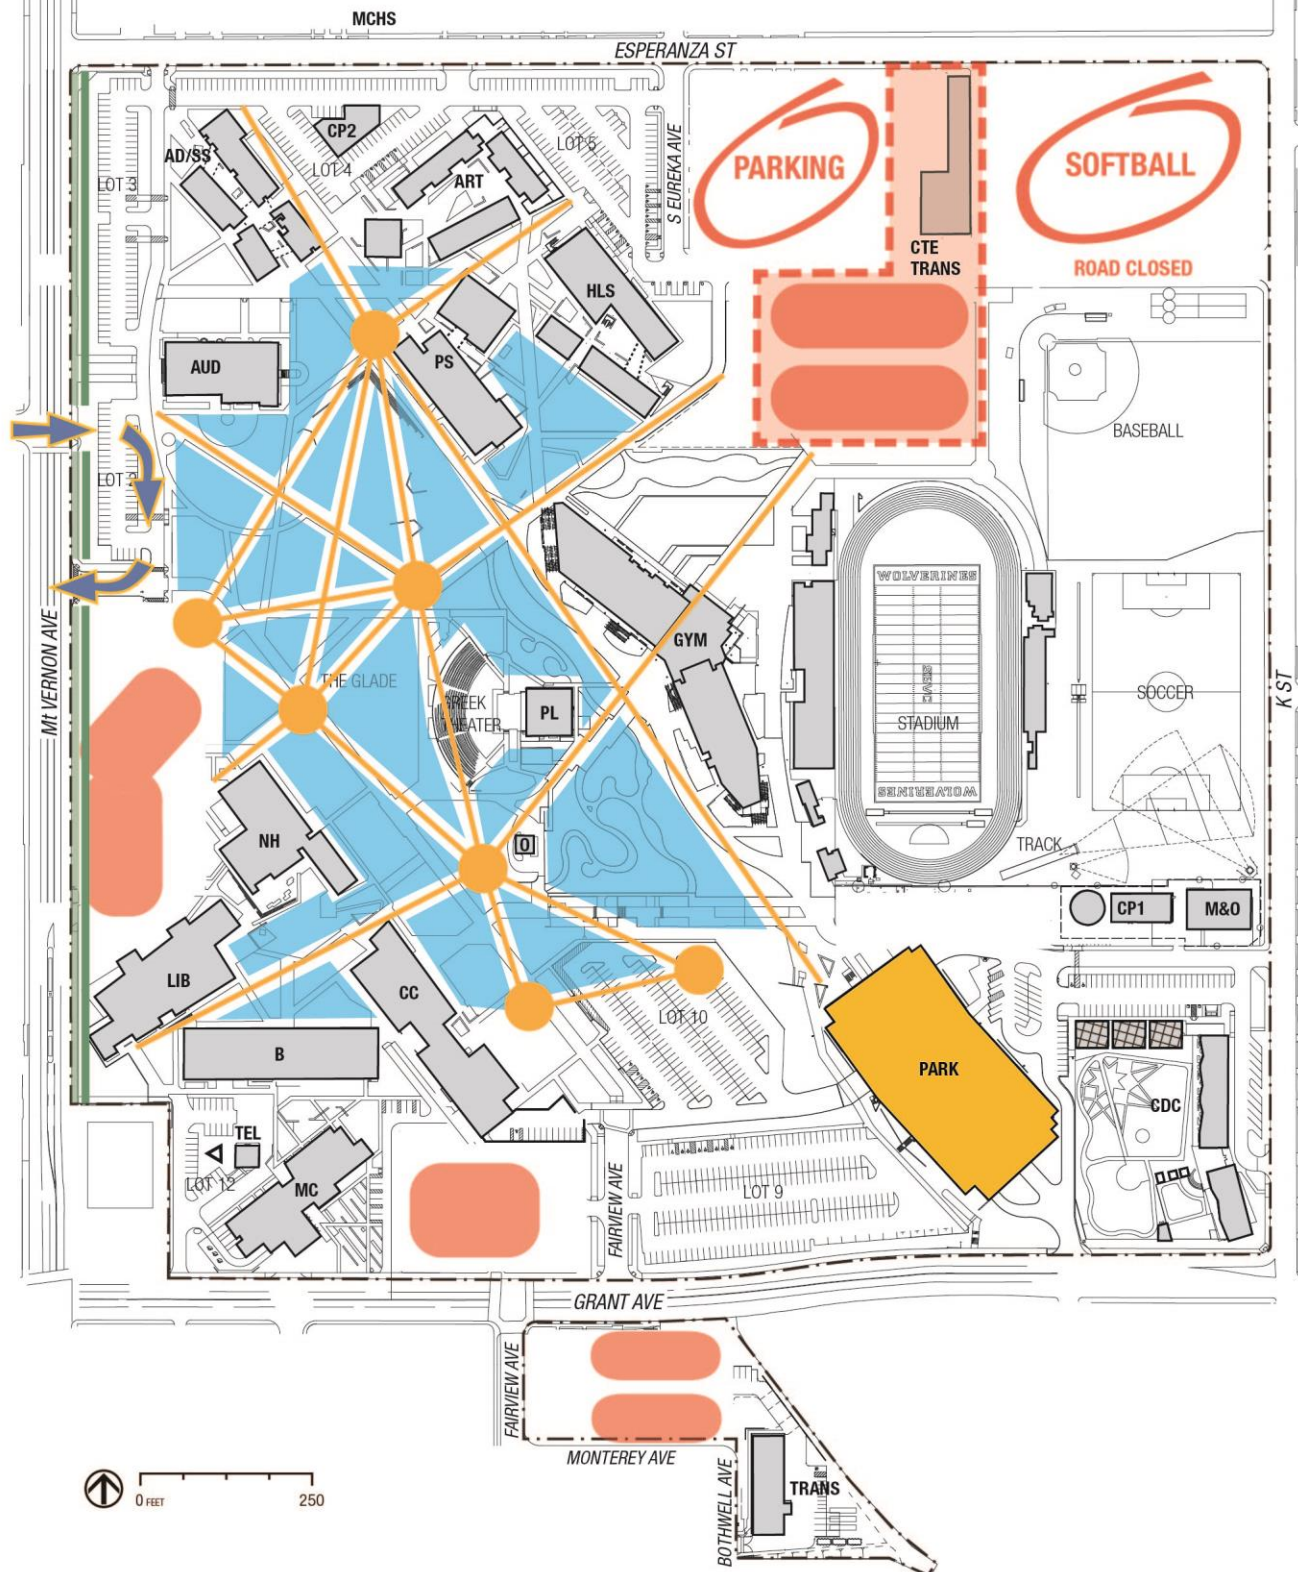 MCHS
ESPERANZA ST
CP2
AD/SS
LOT 4
LOT 5
LOT 3
ART
S EUREKA AVE
PARKING
SOFTBALL
CTE
TRANS
ROAD CLOSED
HLS
AUD
PS
BASEBALL
LOT 2
WOLVERINES
GYM
Mt VERNON AVE
THE GLADE
GREEK
THEATER
PL
SBVC
STADIUM
SOCCER
K ST
WOLVERINES
NH
O
TRACK
CP1
M&O
LIB
CC
LOT 10
B
PARK
CDC
TEL
LOT 12
MC
LOT 9
FAIRVIEW AVE
GRANT AVE
FAIRVIEW AVE
MONTEREY AVE
BOTHWELL AVE
TRANS
0 FEET
250